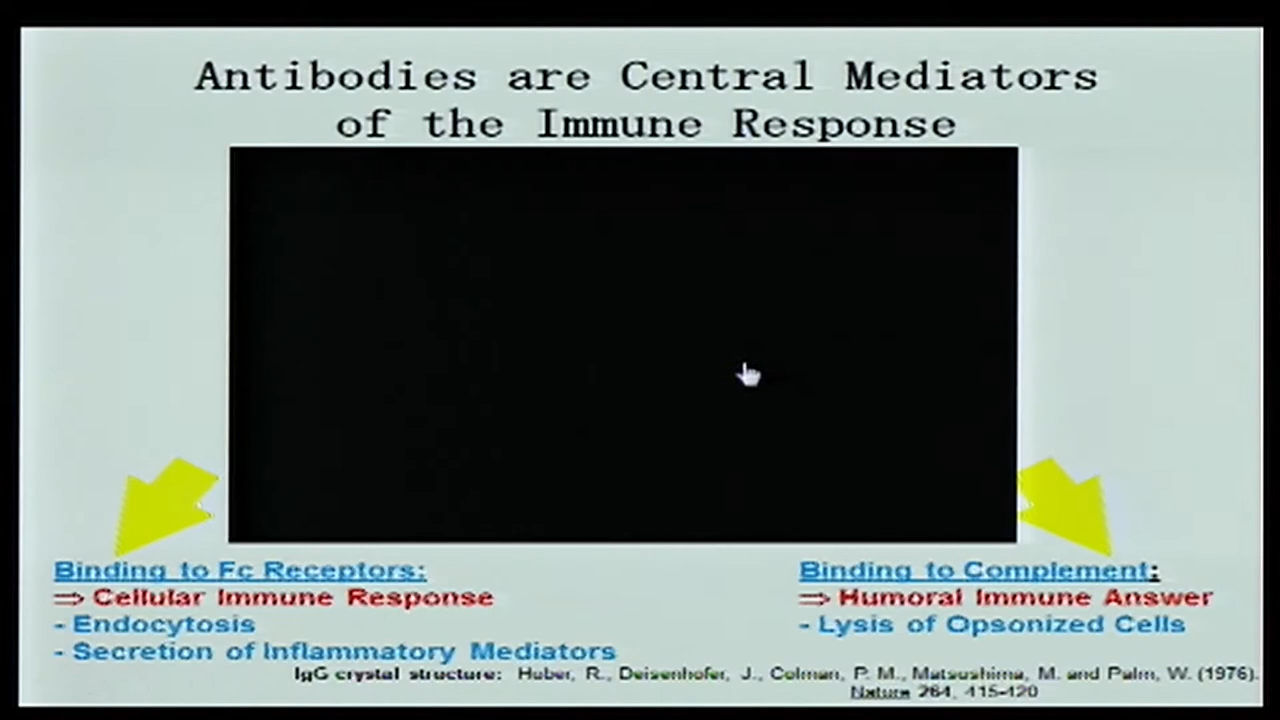 Antibodies are Central Mediators
of the Immune Response
Binding to Fc Receptors:
⇒ Cellular Immune Response
- Endocytosis
- Secretion of Inflammatory Mediators
Binding to Complement:
⇒ Humoral Immune Answer
- Lysis of Opsonized Cells
IgG crystal structure: Huber, R., Deisenhofer, J., Colman, P. M., Matsushima, M. and Palm, W. (1976).
Nature 264, 415-420